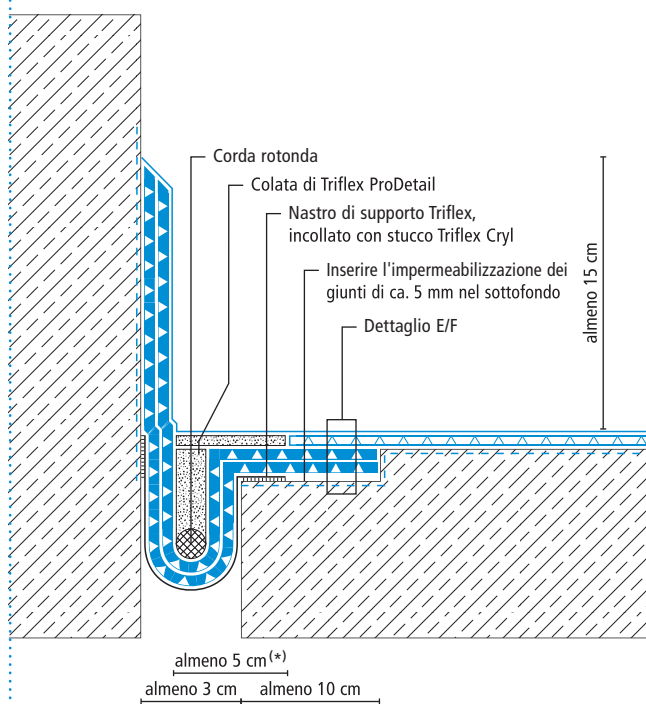 Corda rotonda
Colata di Triflex ProDetail
Nastro di supporto Triflex,
incollato con stucco Triflex Cryl
Inserire l'impermeabilizzazione dei
giunti di ca. 5 mm nel sottofondo
Dettaglio E/F
almeno 15 cm
almeno 5 cm(*)
almeno 3 cm
almeno 10 cm